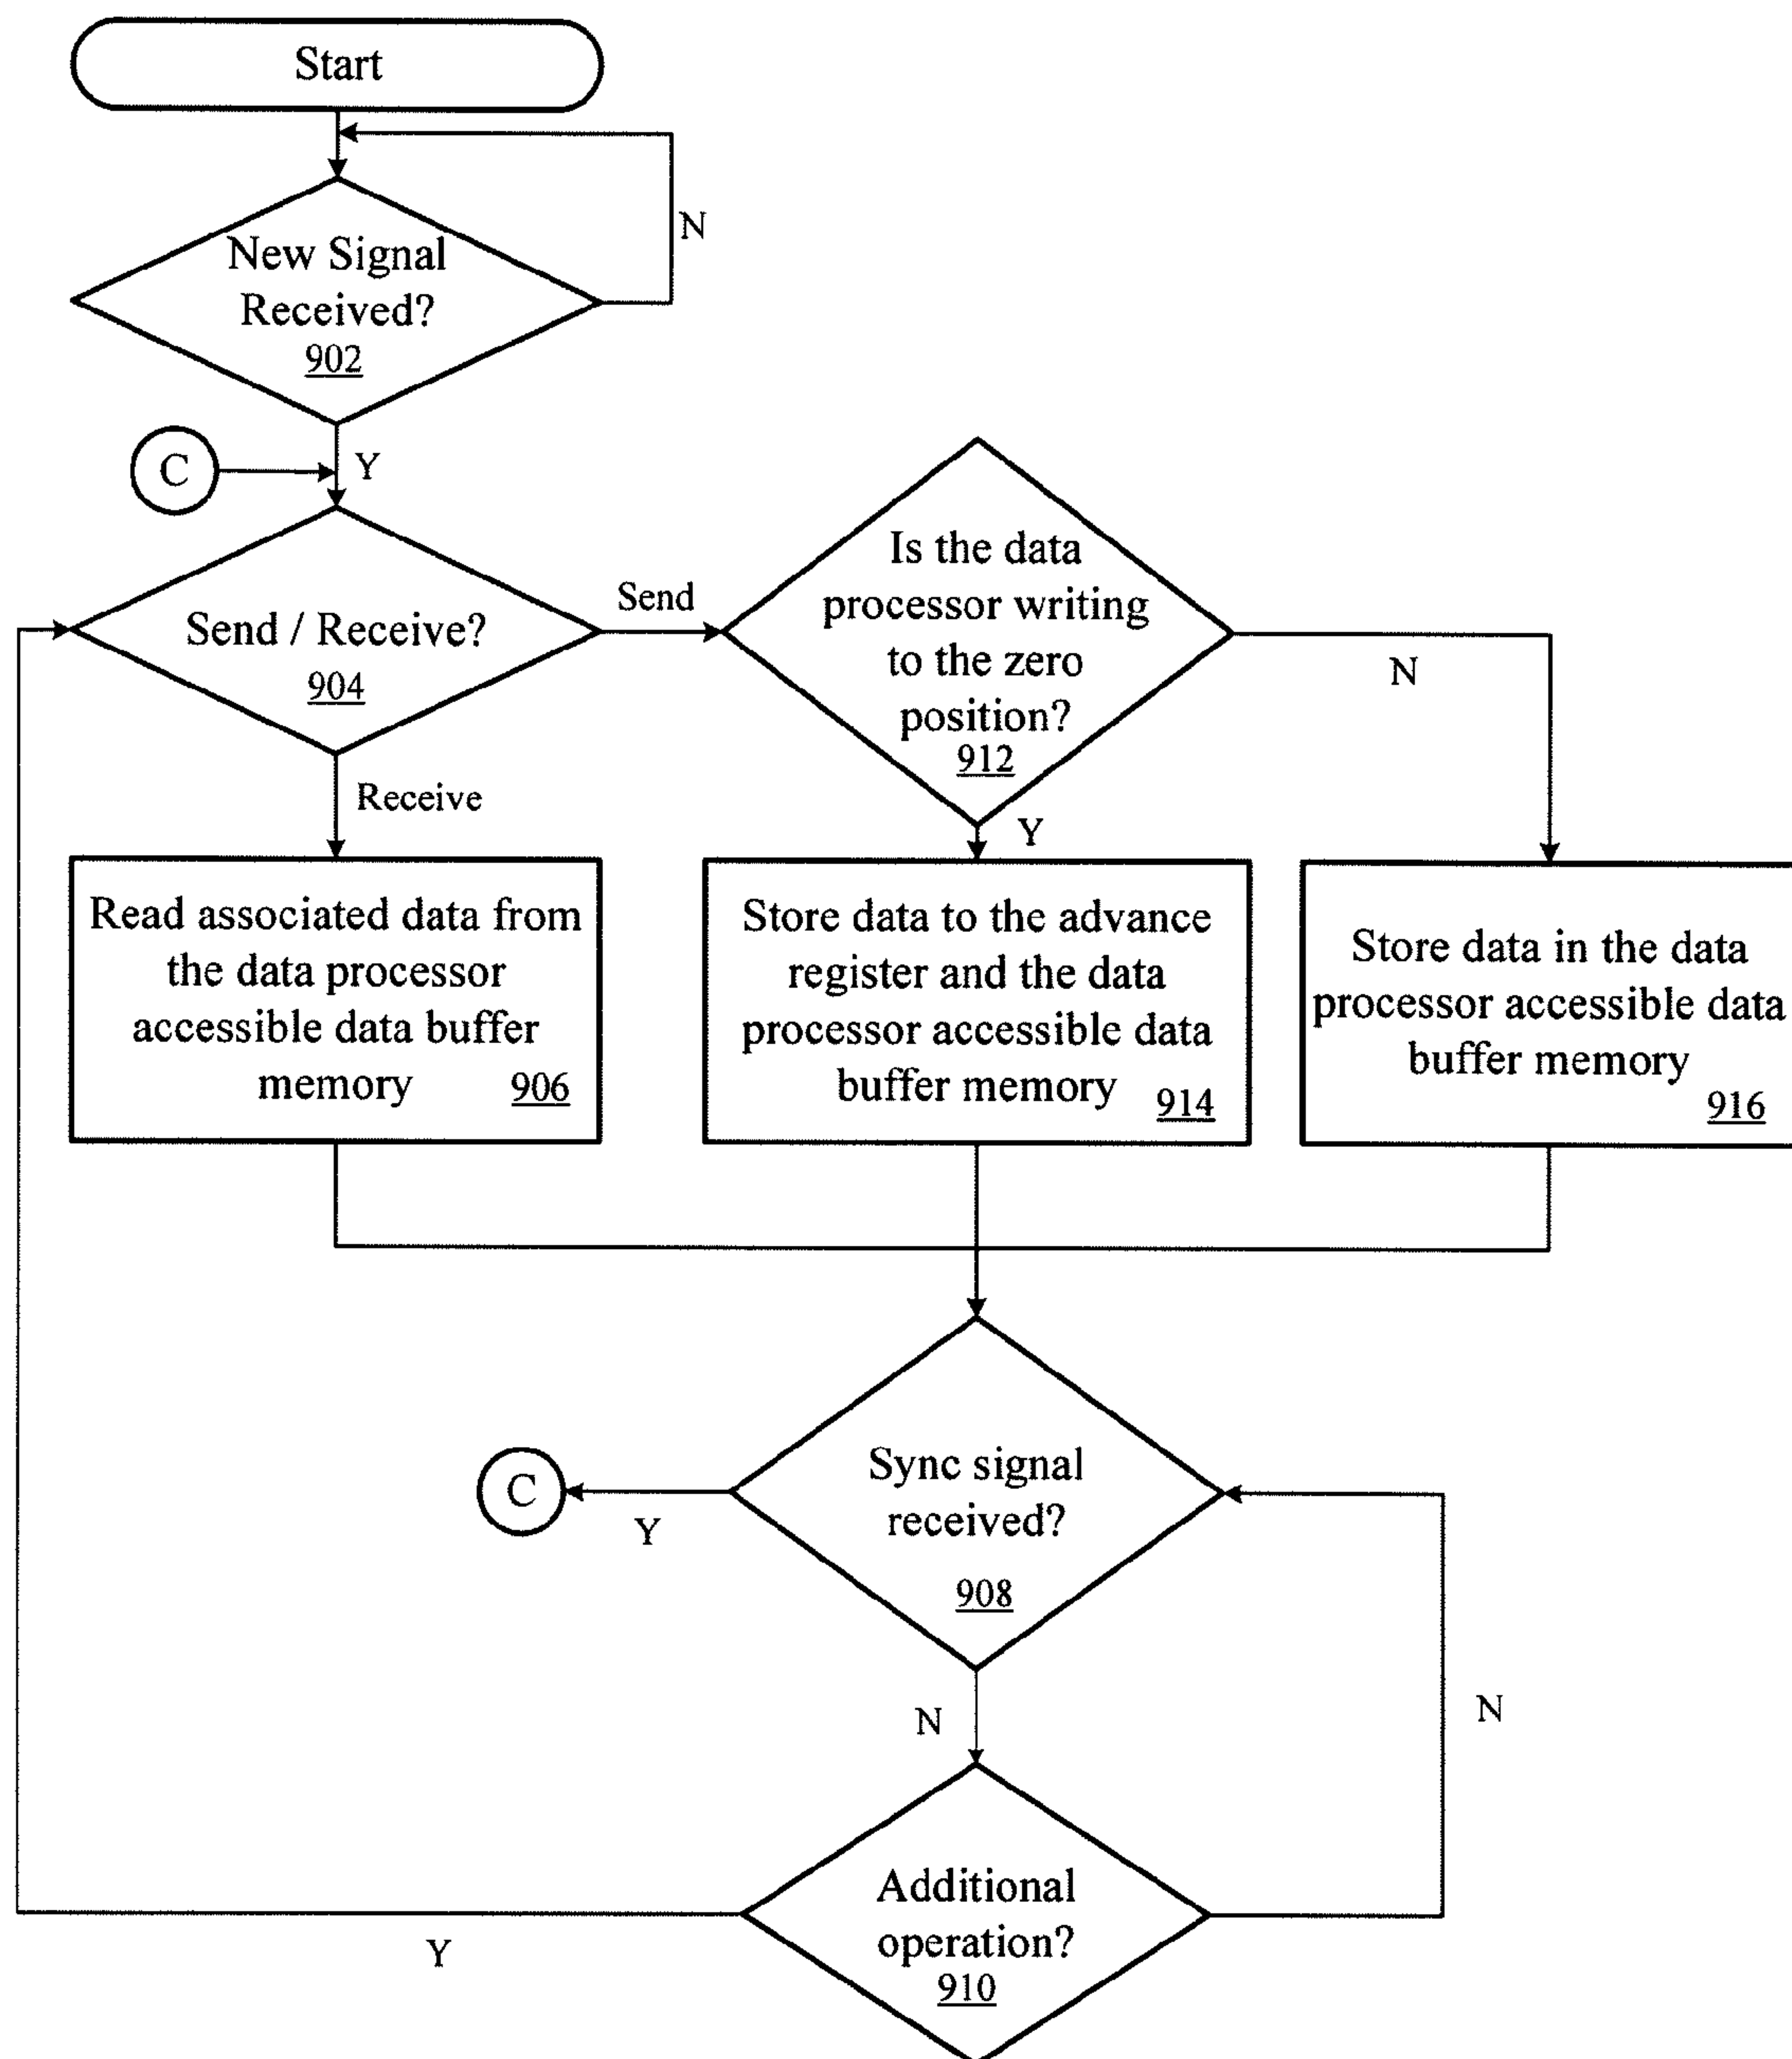 Start
N
New Signal
Received?
902
C
Y
Send / Receive?
904
Send
Is the data
processor writing
to the zero
position?
912
N
Receive
Y
Read associated data from
the data processor
accessible data buffer
memory
906
Store data to the advance
register and the data
processor accessible data
buffer memory
914
Store data in the data
processor accessible data
buffer memory
916
C
Y
Sync signal
received?
908
N
N
Additional
operation?
910
Y